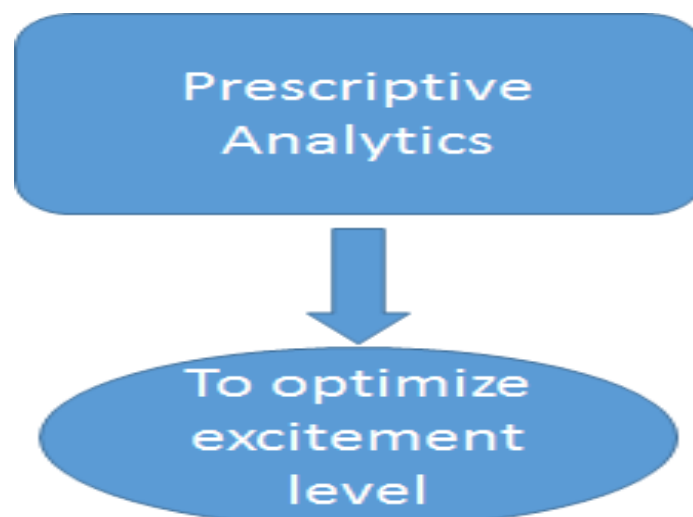 Prescriptive
Analytics
To optimize
excitement
level